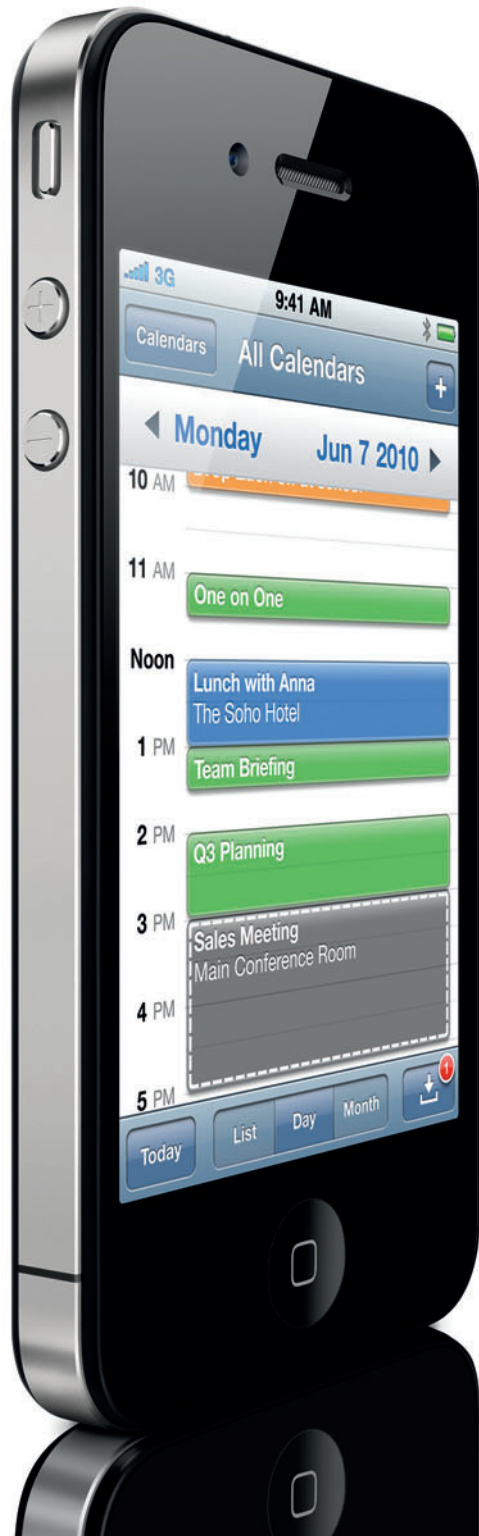 3G
9:41 AM
Calendars
All Calendars
+
Monday
Jun 7 2010
10 AM
11 AM
One on One
Noon
Lunch with Anna
The Soho Hotel
1 PM
Team Briefing
2 PM
Q3 Planning
3 PM
Sales Meeting
Main Conference Room
4 PM
5 PM
Today
List
Day
Month
1